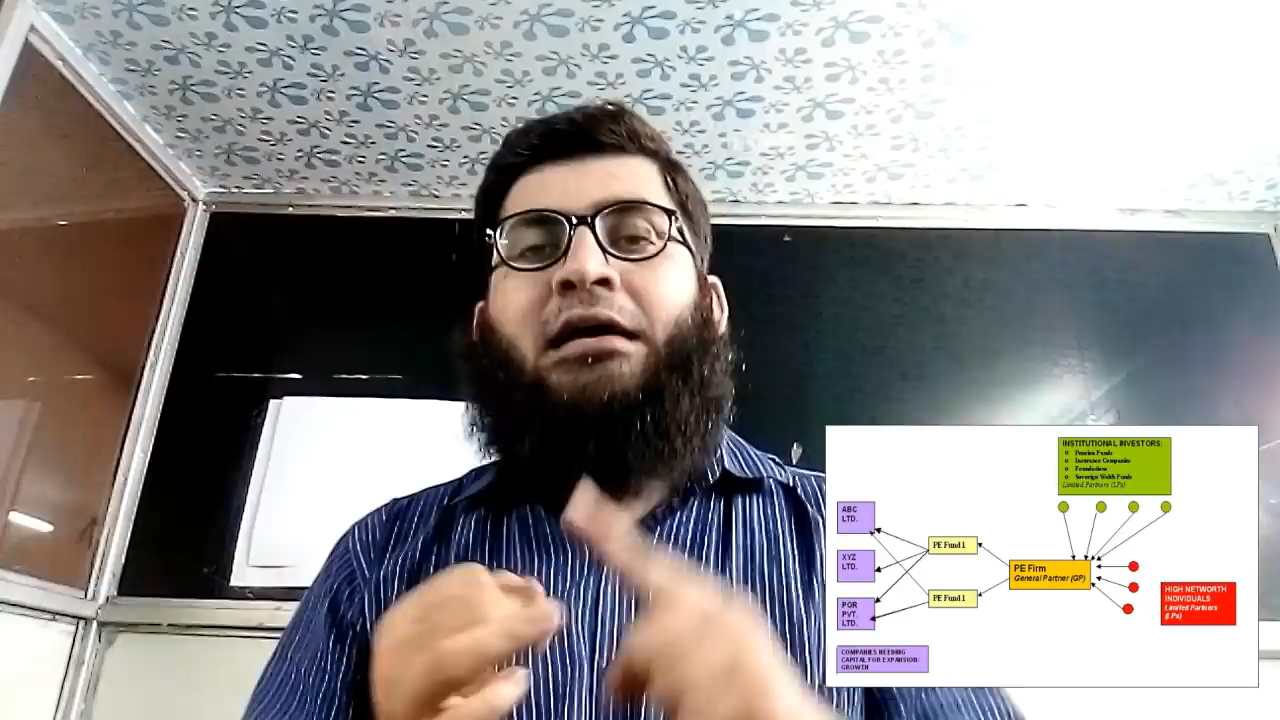 INSTITUTIONAL INVESTORS:
o Pension Funds
o Insurance Companies
o Foundations
o Soverign Welth Funds
Limited Partners (LPs)
ABC
LTD.
XYZ
LTD.
PQR
PVT.
LTD.
PE Fund 1
PE Fund 1
PE Firm
General Partner (GP)
HIGH NETWORTH
INDIVIDUALS
Limited Partners
(LPs)
COMPANIES NEEDING
CAPITAL FOR EXPANSION/
GROWTH